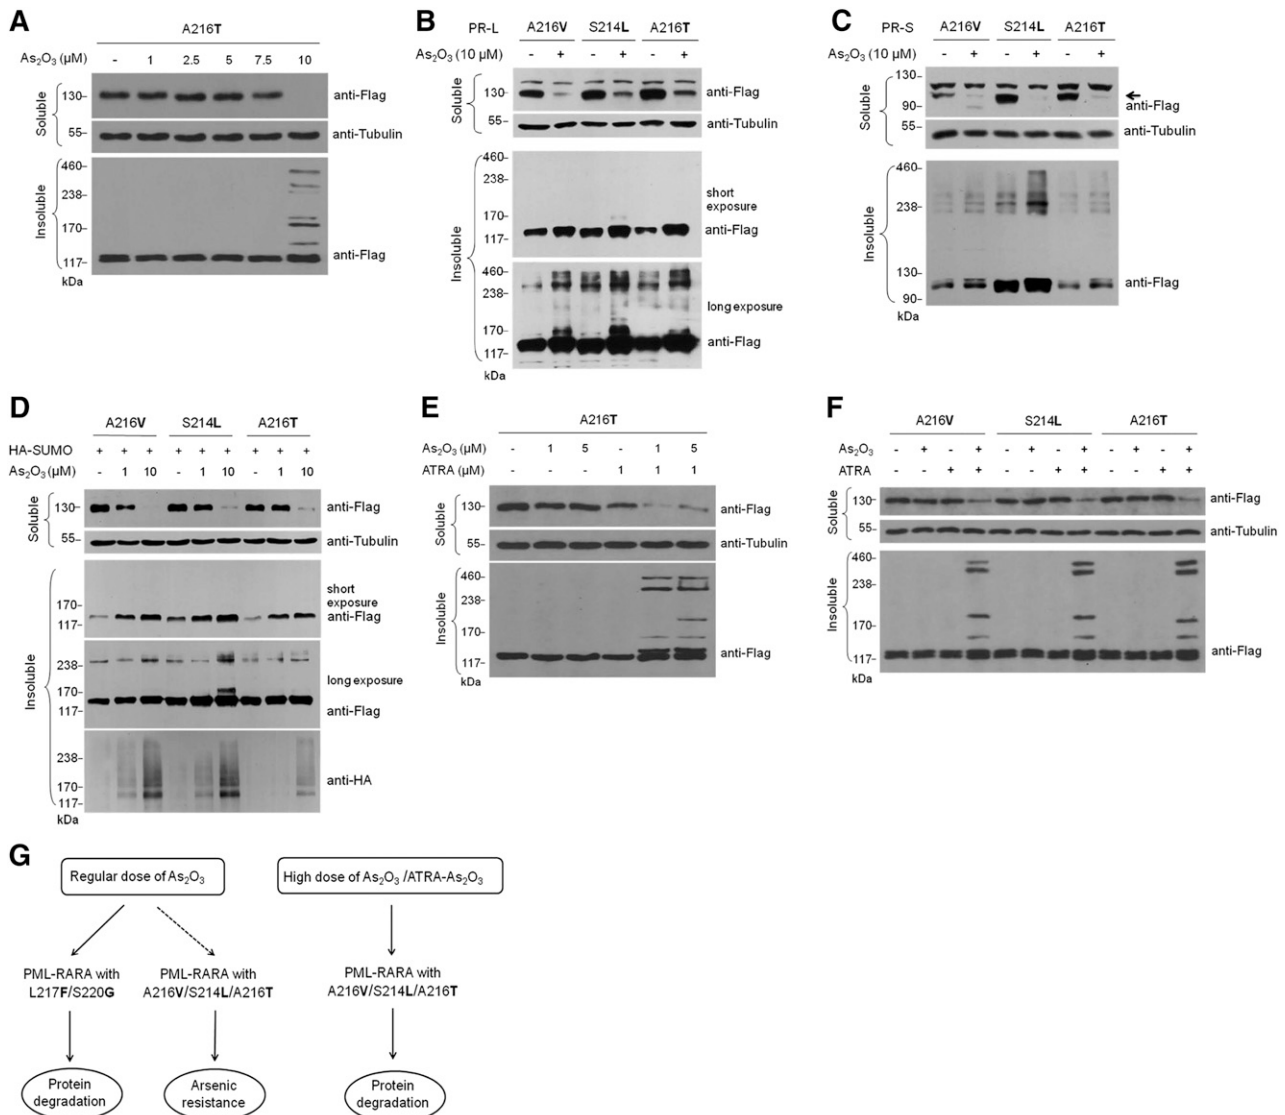 A
A216T
As₂O₃ (μM) - 1 2.5 5 7.5 10
Soluble
130-
anti-Flag
55-
anti-Tubulin
Insoluble
460-
238-
170-
117-
anti-Flag
kDa
B
PR-L A216V S214L A216T
As₂O₃ (10 μM) - + - + - +
Soluble
130-
anti-Flag
55-
anti-Tubulin
Insoluble
460-
238-
170-
117-
short
exposure
anti-Flag
460-
238-
170-
117-
long exposure
anti-Flag
kDa
C
PR-S A216V S214L A216T
As₂O₃ (10 μM) - + - + - +
Soluble
130-
90-
anti-Flag
55-
anti-Tubulin
Insoluble
460-
238-
130-
90-
anti-Flag
kDa
D
A216V S214L A216T
HA-SUMO + + + + + + + + +
As₂O₃ (μM) - 1 10 - 1 10 - 1 10
Soluble
130-
anti-Flag
55-
anti-Tubulin
Insoluble
170-
117-
short
exposure
anti-Flag
238-
170-
117-
long exposure
anti-Flag
238-
170-
117-
anti-HA
kDa
E
A216T
As₂O₃ (μM) - 1 5 - 1 5
ATRA (μM) - - - 1 1 1
Soluble
130-
anti-Flag
55-
anti-Tubulin
Insoluble
460-
238-
170-
117-
anti-Flag
kDa
F
A216V S214L A216T
As₂O₃ - + - + - + - + - + - +
ATRA - - + + - - + + - - + +
Soluble
130-
anti-Flag
55-
anti-Tubulin
Insoluble
460-
238-
170-
117-
anti-Flag
kDa
G
Regular dose of As₂O₃
High dose of As₂O₃ /ATRA-As₂O₃
PML-RARA with
L217F/S220G
PML-RARA with
A216V/S214L/A216T
PML-RARA with
A216V/S214L/A216T
Protein
degradation
Arsenic
resistance
Protein
degradation